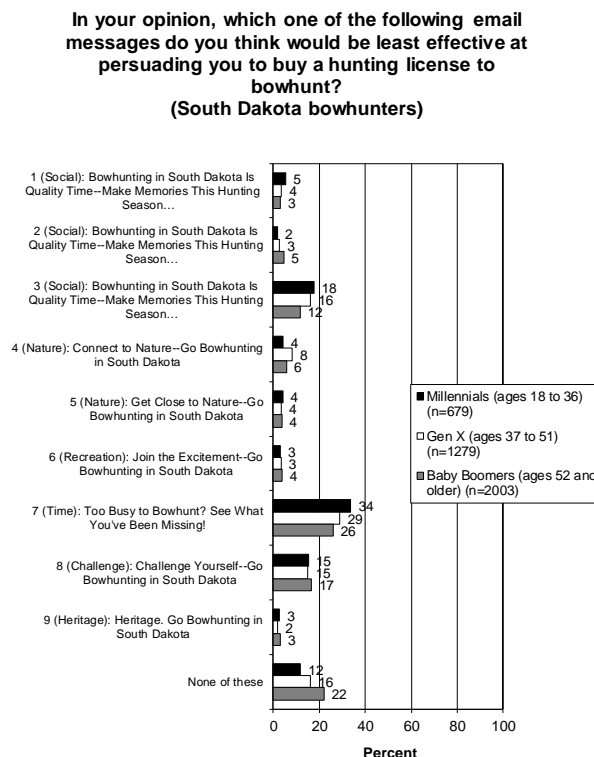 In your opinion, which one of the following email
messages do you think would be least effective at
persuading you to buy a hunting license to
bowhunt?
(South Dakota bowhunters)
1 (Social): Bowhunting in South Dakota Is
Quality Time--Make Memories This Hunting
Season…
5
4
3
2 (Social): Bowhunting in South Dakota Is
Quality Time--Make Memories This Hunting
Season…
2
3
5
3 (Social): Bowhunting in South Dakota Is
Quality Time--Make Memories This Hunting
Season…
18
16
12
4 (Nature): Connect to Nature--Go Bowhunting
in South Dakota
4
8
6
5 (Nature): Get Close to Nature--Go
Bowhunting in South Dakota
4
4
4
6 (Recreation): Join the Excitement--Go
Bowhunting in South Dakota
3
3
4
7 (Time): Too Busy to Bowhunt? See What
You've Been Missing!
34
29
26
8 (Challenge): Challenge Yourself--Go
Bowhunting in South Dakota
15
15
17
9 (Heritage): Heritage. Go Bowhunting in
South Dakota
3
2
3
None of these
12
16
22
0 20 40 60 80 100
Percent
Millennials (ages 18 to 36)
(n=679)
Gen X (ages 37 to 51)
(n=1279)
Baby Boomers (ages 52 and
older) (n=2003)